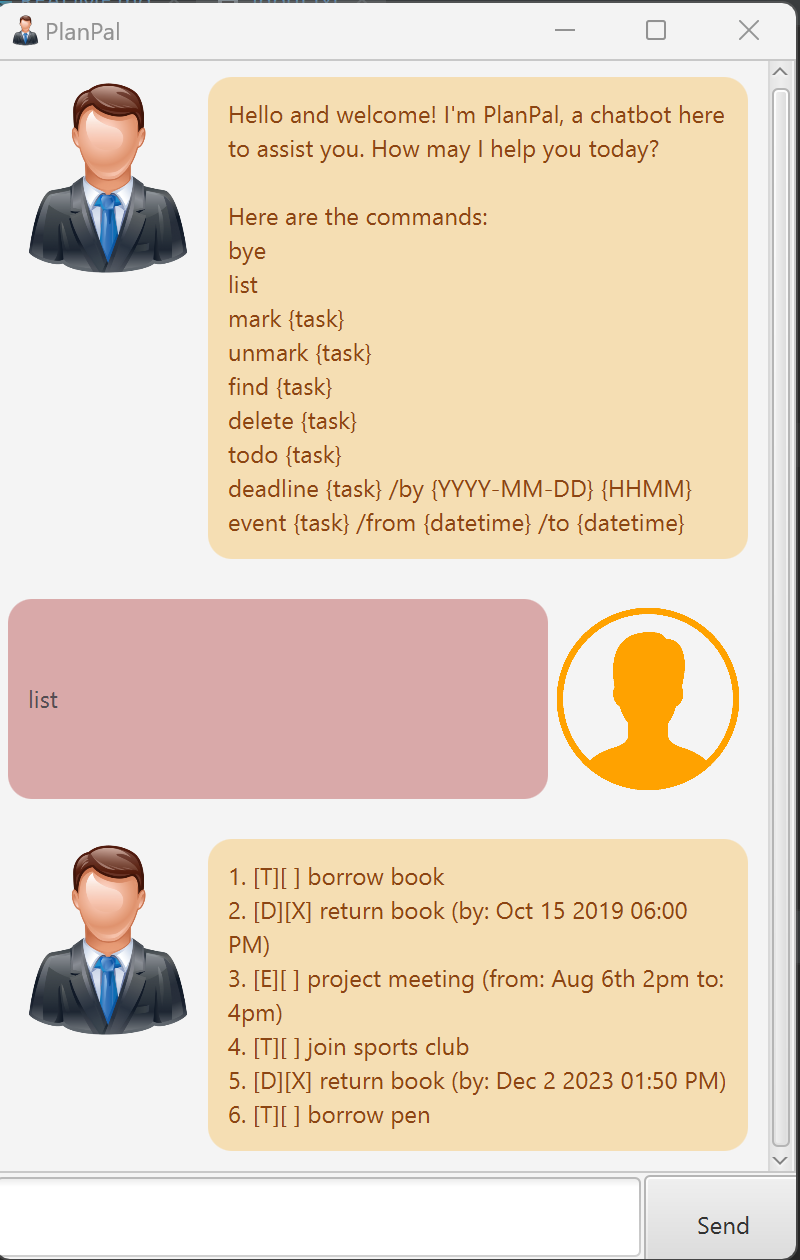 PlanPal
Hello and welcome! I'm PlanPal, a chatbot here
to assist you. How may I help you today?
Here are the commands:
bye
list
mark {task}
unmark {task}
find {task}
delete {task}
todo {task}
deadline {task} /by {YYYY-MM-DD} {HHMM}
event {task} /from {datetime} /to {datetime}
list
1. [T][ ] borrow book
2. [D][X] return book (by: Oct 15 2019 06:00
PM)
3. [E][ ] project meeting (from: Aug 6th 2pm to:
4pm)
4. [T][ ] join sports club
5. [D][X] return book (by: Dec 2 2023 01:50 PM)
6. [T][ ] borrow pen
Send